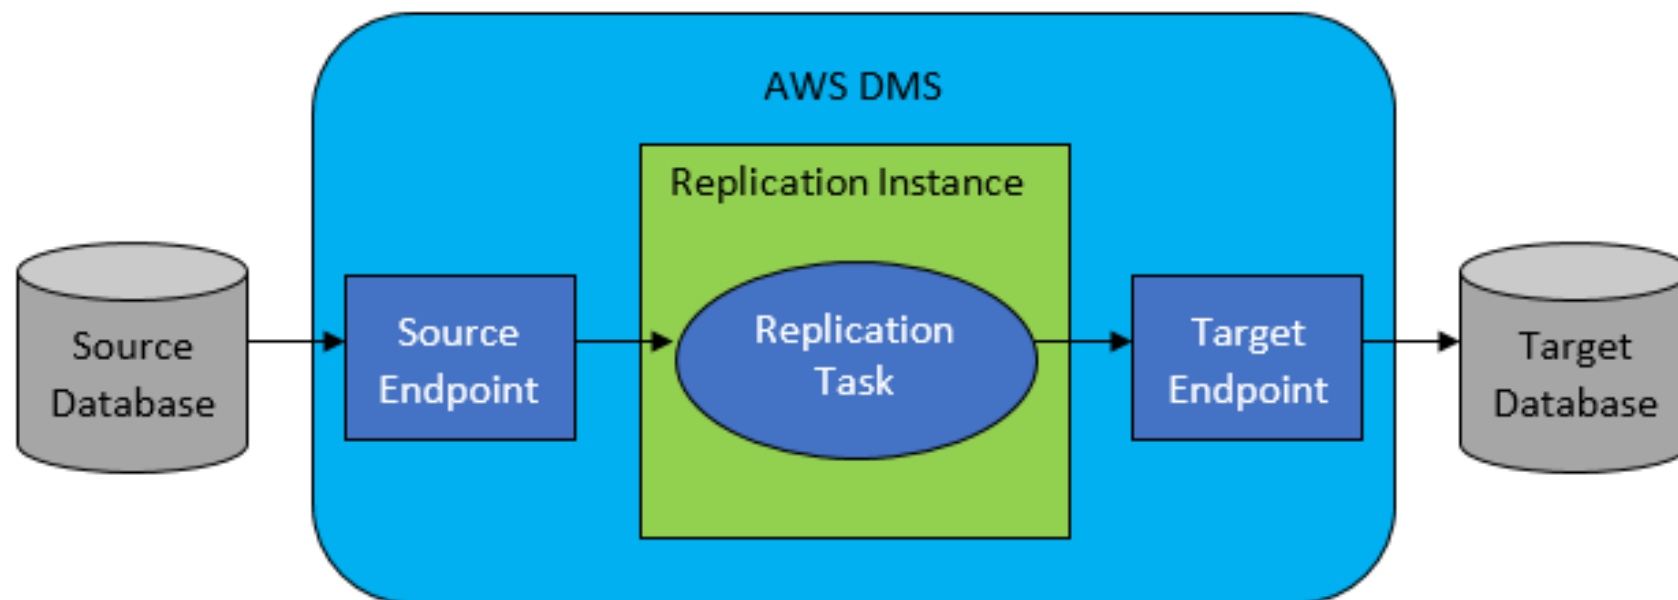 AWS DMS
Replication Instance
Source
Database
Source
Endpoint
Replication
Task
Target
Endpoint
Target
Database